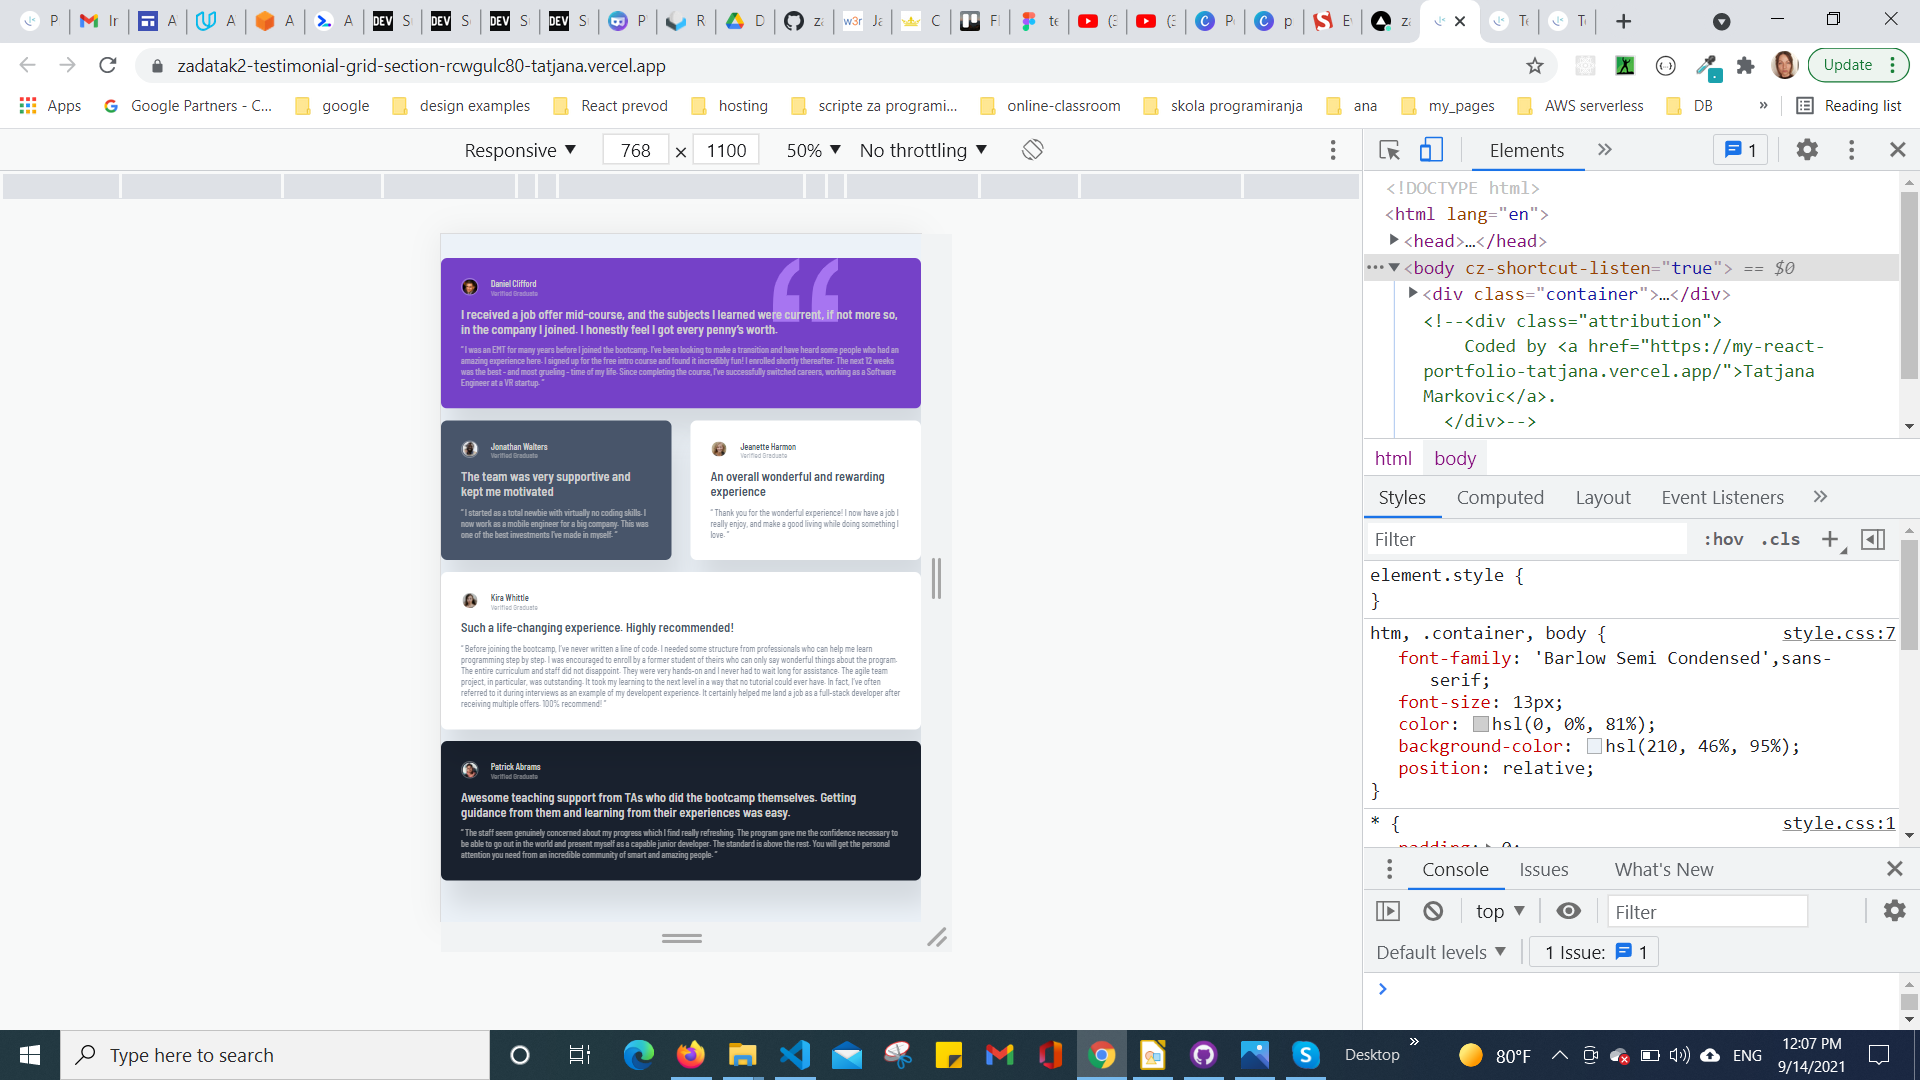 zadatak2-testimonial-grid-section-rcwgulc80-tatjana.vercel.app
Update
Apps
Google Partners - C...
google
design examples
React prevod
hosting
scripte za programi...
online-classroom
skola programiranja
ana
my_pages
AWS serverless
DB
»
Reading list
Responsive
768 × 1100
50%
No throttling
Elements
»
1
<!DOCTYPE html>
<html lang="en">
<head>…</head>
<body cz-shortcut-listen="true"> == $0
<div class="container">…</div>
<!--<div class="attribution">
Coded by <a href="https://my-react-
portfolio-tatjana.vercel.app/">Tatjana
Markovic</a>.
</div>-->
html
body
Styles
Computed
Layout
Event Listeners
»
Filter
:hov
.cls
element.style {
}
htm, .container, body {
style.css:7
font-family: 'Barlow Semi Condensed',sans-
serif;
font-size: 13px;
color: hsl(0, 0%, 81%);
background-color: hsl(210, 46%, 95%);
position: relative;
}
* {
style.css:1
padding: 0;
Console
Issues
What's New
top
Filter
Default levels
1 Issue: 1
Daniel Clifford
Verified Graduate
I received a job offer mid-course, and the subjects I learned were current, if not more so,
in the company I joined. I honestly feel I got every penny's worth.
" I was an EMT for many years before I joined the bootcamp. I've been looking to make a transition and have heard some people who had an
amazing experience here. I signed up for the free intro course and found it incredibly fun! I enrolled shortly thereafter. The next 12 weeks
was the best - and most grueling - time of my life. Since completing the course, I've successfully switched careers, working as a Software
Engineer at a VR startup. "
Jonathan Walters
Verified Graduate
The team was very supportive and
kept me motivated
" I started as a total newbie with virtually no coding skills. I
now work as a mobile engineer for a big company. This was
one of the best investments I've made in myself. "
Jeanette Harmon
Verified Graduate
An overall wonderful and rewarding
experience
" Thank you for the wonderful experience! I now have a job I
really enjoy, and make a good living while doing something I
love. "
Kira Whittle
Verified Graduate
Such a life-changing experience. Highly recommended!
" Before joining the bootcamp, I've never written a line of code. I needed some structure from professionals who can help me learn
programming step by step. I was encouraged to enroll by a former student of theirs who can only say wonderful things about the program.
The entire curriculum and staff did not disappoint. They were very hands-on and I never had to wait long for assistance. The agile team
project, in particular, was outstanding. It took my learning to the next level in a way that no tutorial could ever have. In fact, I've often
referred to it during interviews as an example of my developent experience. It certainly helped me land a job as a full-stack developer after
receiving multiple offers. 100% recommend! "
Patrick Abrams
Verified Graduate
Awesome teaching support from TAs who did the bootcamp themselves. Getting
guidance from them and learning from their experiences was easy.
" The staff seem genuinely concerned about my progress which I find really refreshing. The program gave me the confidence necessary to
be able to go out in the world and present myself as a capable junior developer. The standard is above the rest. You will get the personal
attention you need from an incredible community of smart and amazing people. "
Type here to search
Desktop
»
80°F
ENG
12:07 PM
9/14/2021